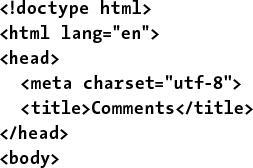 <!doctype html>
<html lang="en">
<head>
  <meta charset="utf-8">
  <title>Comments</title>
</head>
<body>